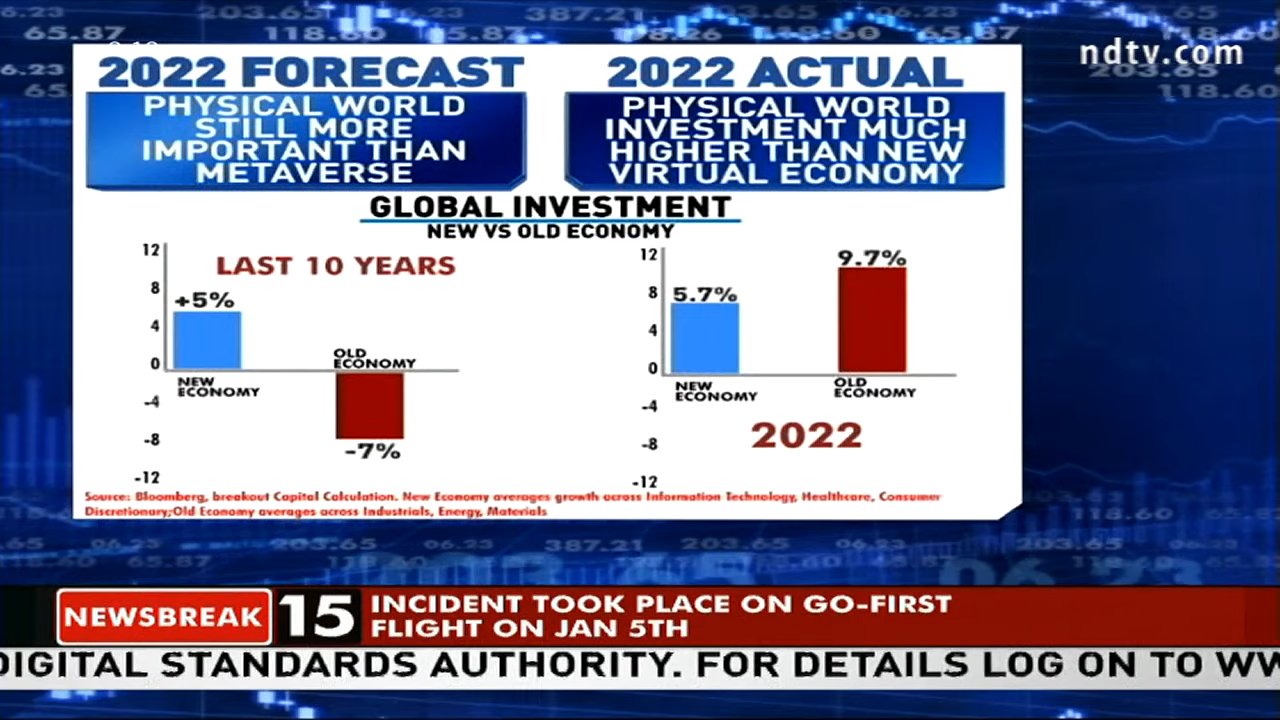 ndtv.com
2022 FORECAST
PHYSICAL WORLD
STILL MORE
IMPORTANT THAN
METAVERSE
2022 ACTUAL
PHYSICAL WORLD
INVESTMENT MUCH
HIGHER THAN NEW
VIRTUAL ECONOMY
GLOBAL INVESTMENT
NEW VS OLD ECONOMY
LAST 10 YEARS
12
8
4
0
-4
-8
-12
+5%
NEW
ECONOMY
OLD
ECONOMY
-7%
12
8
4
0
-4
-8
-12
5.7%
NEW
ECONOMY
9.7%
OLD
ECONOMY
2022
Source: Bloomberg, breakout Capital Calculation. New Economy averages growth across Information Technology, Healthcare, Consumer
Discretionary;Old Economy averages across Industrials, Energy, Materials
NEWSBREAK
15
INCIDENT TOOK PLACE ON GO-FIRST
FLIGHT ON JAN 5TH
DIGITAL STANDARDS AUTHORITY. FOR DETAILS LOG ON TO WW